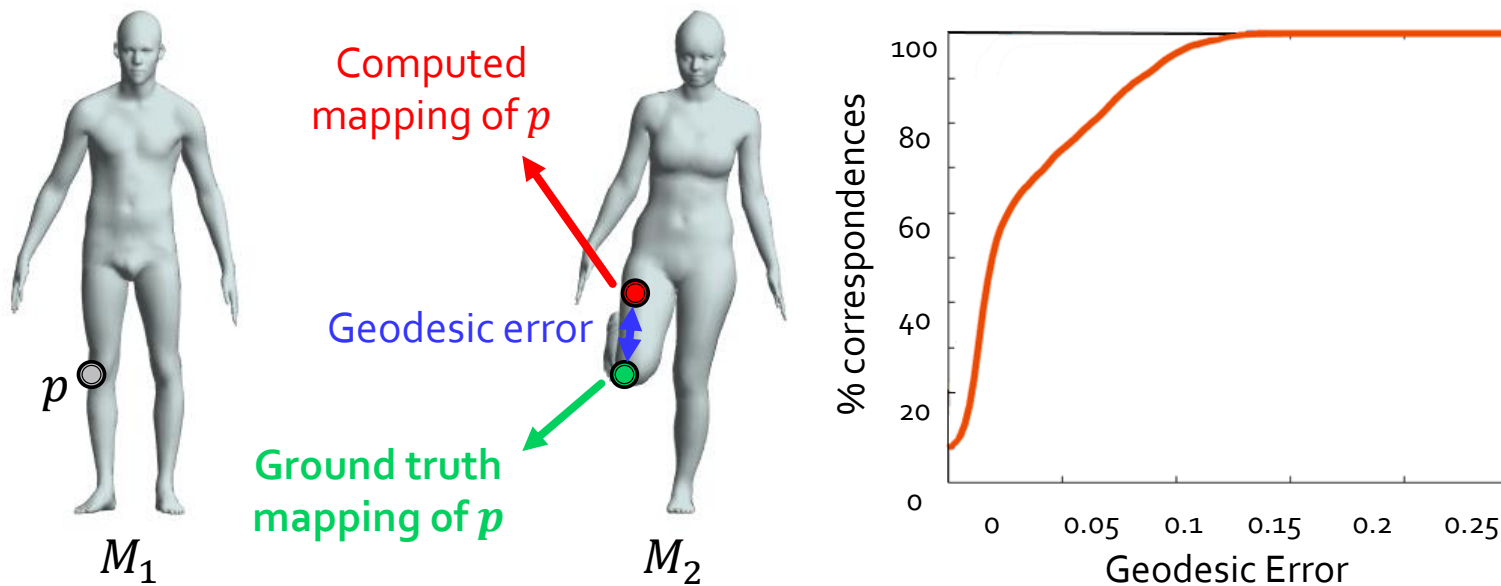 Computed
mapping of p
Geodesic error
p
Ground truth
mapping of p
M₁
M₂
% correspondences
100
80
60
40
20
0
0 0.05 0.1 0.15 0.2 0.25
Geodesic Error